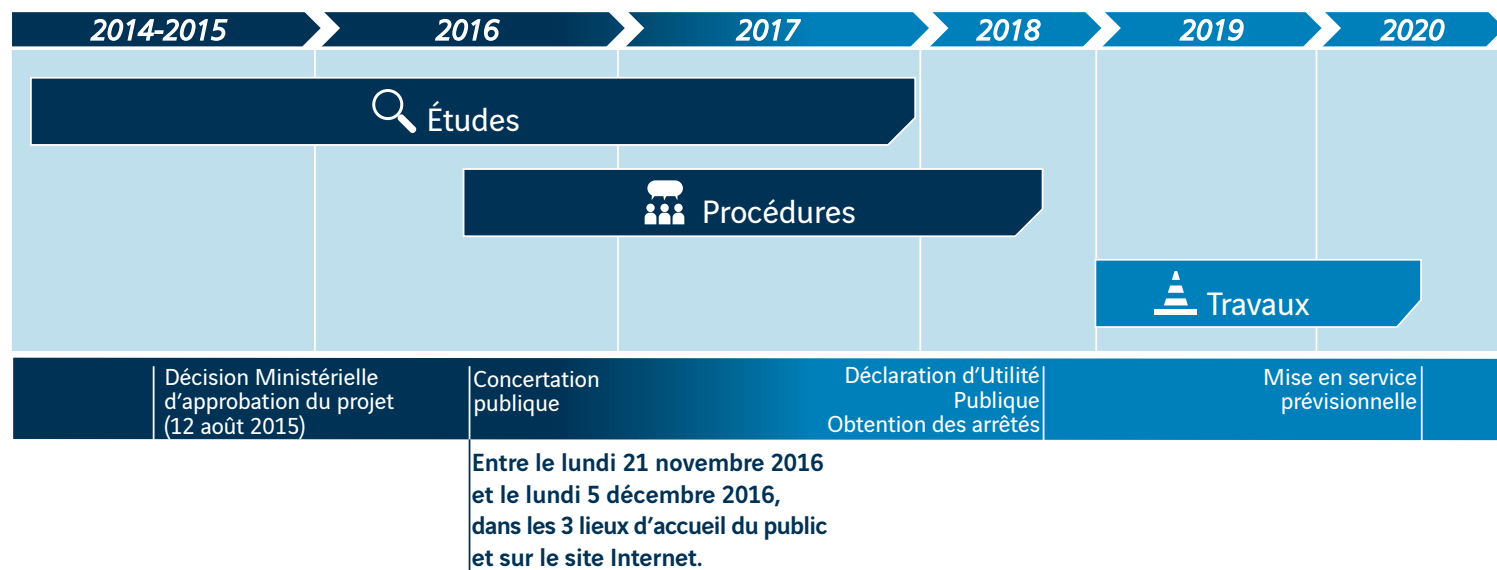 2014-2015 2016 2017 2018 2019 2020
Études
Procédures
Travaux
Décision Ministérielle
d'approbation du projet
(12 août 2015)
Concertation
publique
Déclaration d'Utilité
Publique
Obtention des arrêtés
Mise en service
prévisionnelle
Entre le lundi 21 novembre 2016
et le lundi 5 décembre 2016,
dans les 3 lieux d'accueil du public
et sur le site Internet.